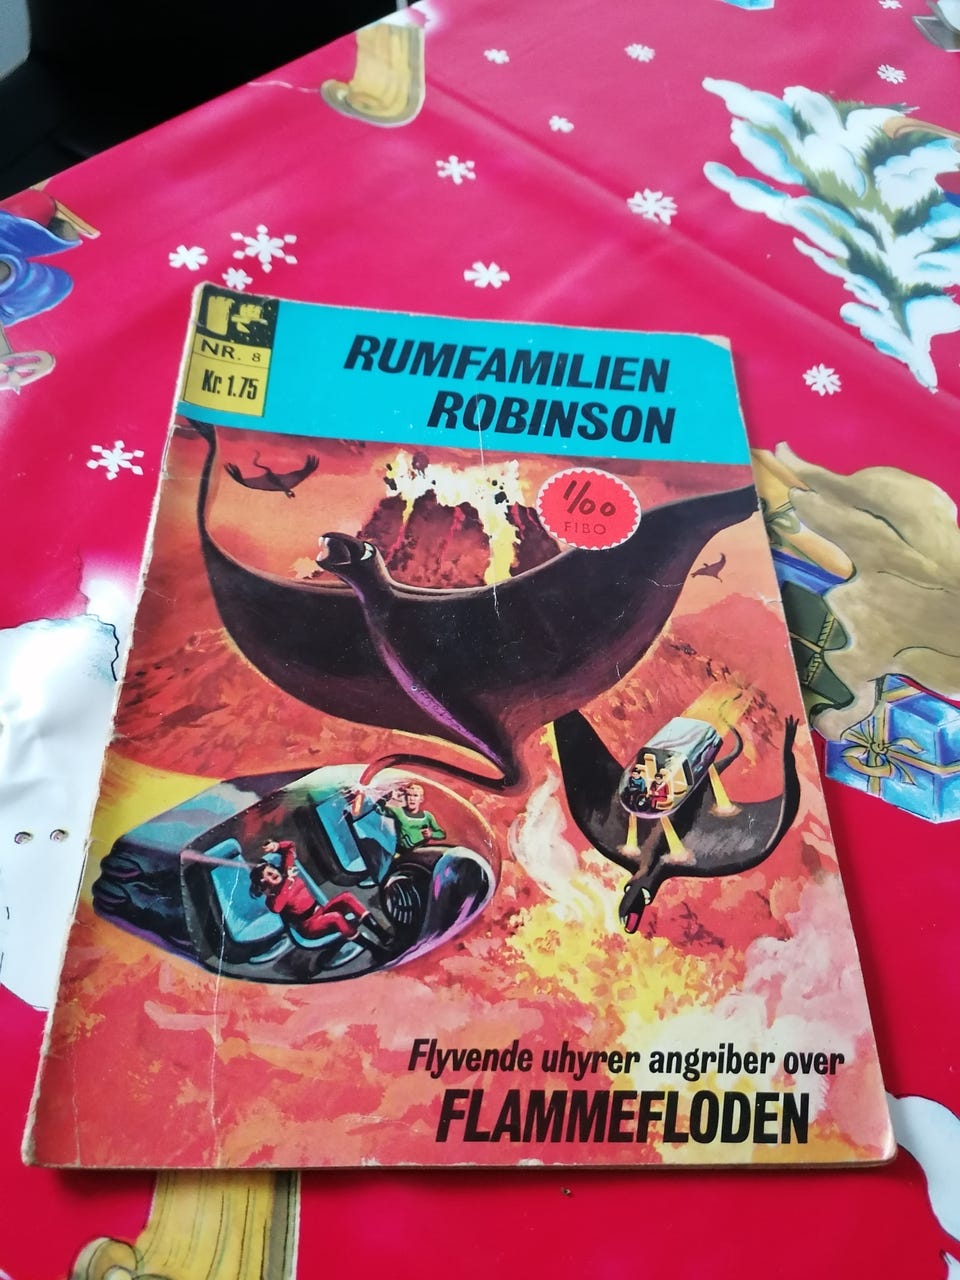 NR. 8
Kr. 1.75
RUMFAMILIEN
ROBINSON
1/00
FIBO
Flyvende uhyrer angriber over
FLAMMEFLODEN